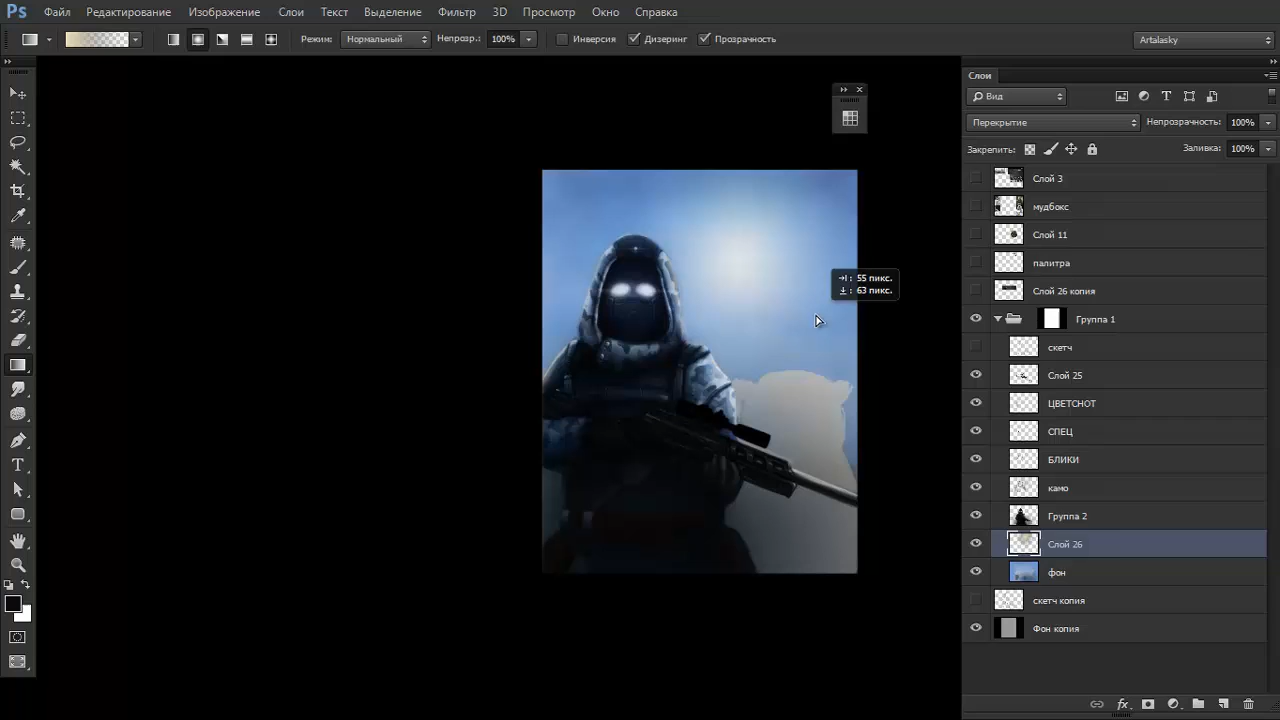 Ps Файл Редактирование Изображение Слои Текст Выделение Фильтр 3D Просмотр Окно Справка
Режим: Нормальный Непрозр.: 100% Инверсия Дизеринг Прозрачность Artalasky
Слои
Вид
Перекрытие Непрозрачность: 100%
Закрепить: Заливка: 100%
Слой 3
мудбокс
Слой 11
палитра
Слой 26 копия
Группа 1
скетч
Слой 25
ЦВЕТСНОТ
СПЕЦ
БЛИКИ
камо
Группа 2
Слой 26
фон
скетч копия
Фон копия
55 пикс.
63 пикс.